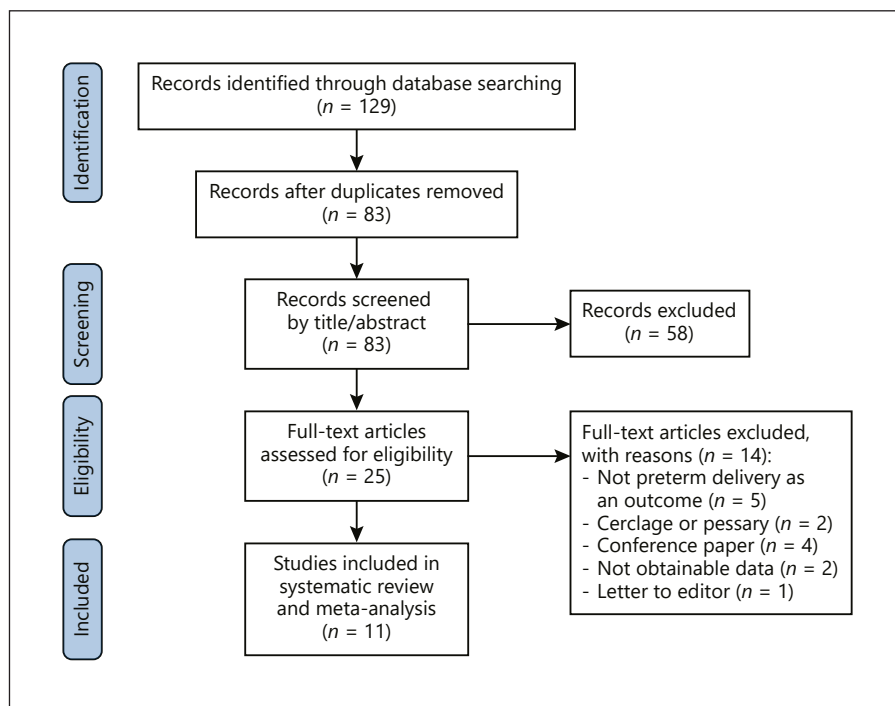 Identification
Records identified through database searching
(n = 129)
Records after duplicates removed
(n = 83)
Screening
Records screened
by title/abstract
(n = 83)
Records excluded
(n = 58)
Eligibility
Full-text articles
assessed for eligibility
(n = 25)
Full-text articles excluded,
with reasons (n = 14):
- Not preterm delivery as
an outcome (n = 5)
- Cerclage or pessary (n = 2)
- Conference paper (n = 4)
- Not obtainable data (n = 2)
- Letter to editor (n = 1)
Included
Studies included in
systematic review
and meta-analysis
(n = 11)